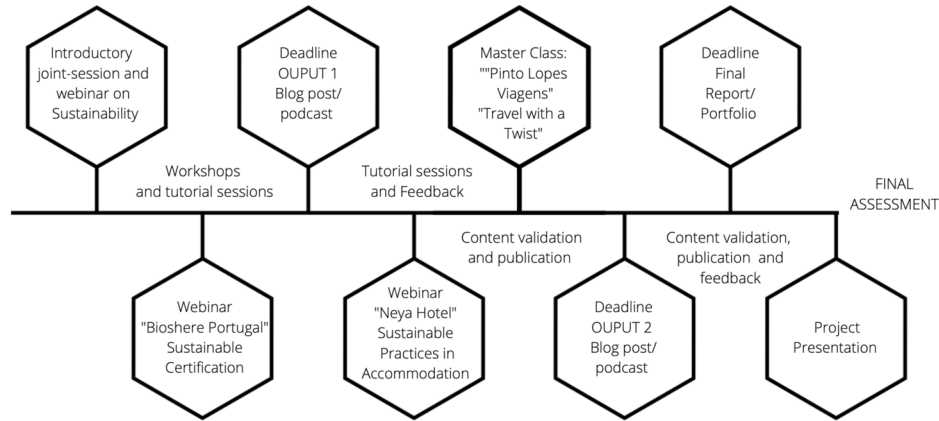 Introductory
joint-session and
webinar on
Sustainability
Deadline
OUPUT 1
Blog post/
podcast
Master Class:
""Pinto Lopes
Viagens"
"Travel with a
Twist"
Deadline
Final
Report/
Portfolio
Workshops
and tutorial sessions
Tutorial sessions
and Feedback
FINAL
ASSESSMENT
Content validation
and publication
Content validation,
publication and
feedback
Webinar
"Bioshere Portugal"
Sustainable
Certification
Webinar
"Neya Hotel"
Sustainable
Practices in
Accommodation
Deadline
OUPUT 2
Blog post/
podcast
Project
Presentation